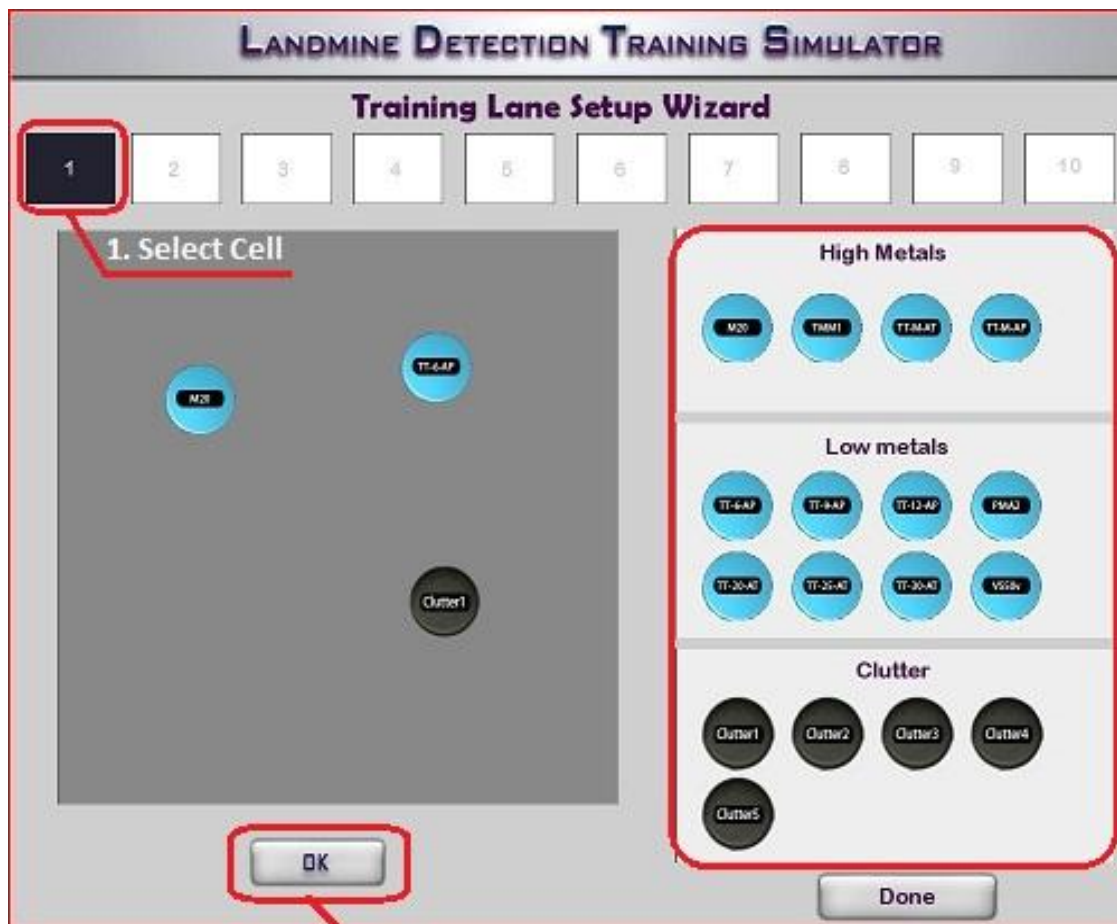 LANDMINE DETECTION TRAINING SIMULATOR
Training Lane Setup Wizard
1 2 3 4 5 6 7 8 9 10
1. Select Cell
M20
TT-6-AP
Clutter1
OK
High Metals
M20 TMM1 TT-M-AT TT-M-AP
Low metals
TT-6-AP TT-9-AP TT-12-AP PMA2
TT-20-AT TT-25-AT TT-30-AT VS50v
Clutter
Clutter1 Clutter2 Clutter3 Clutter4
Clutter5
Done